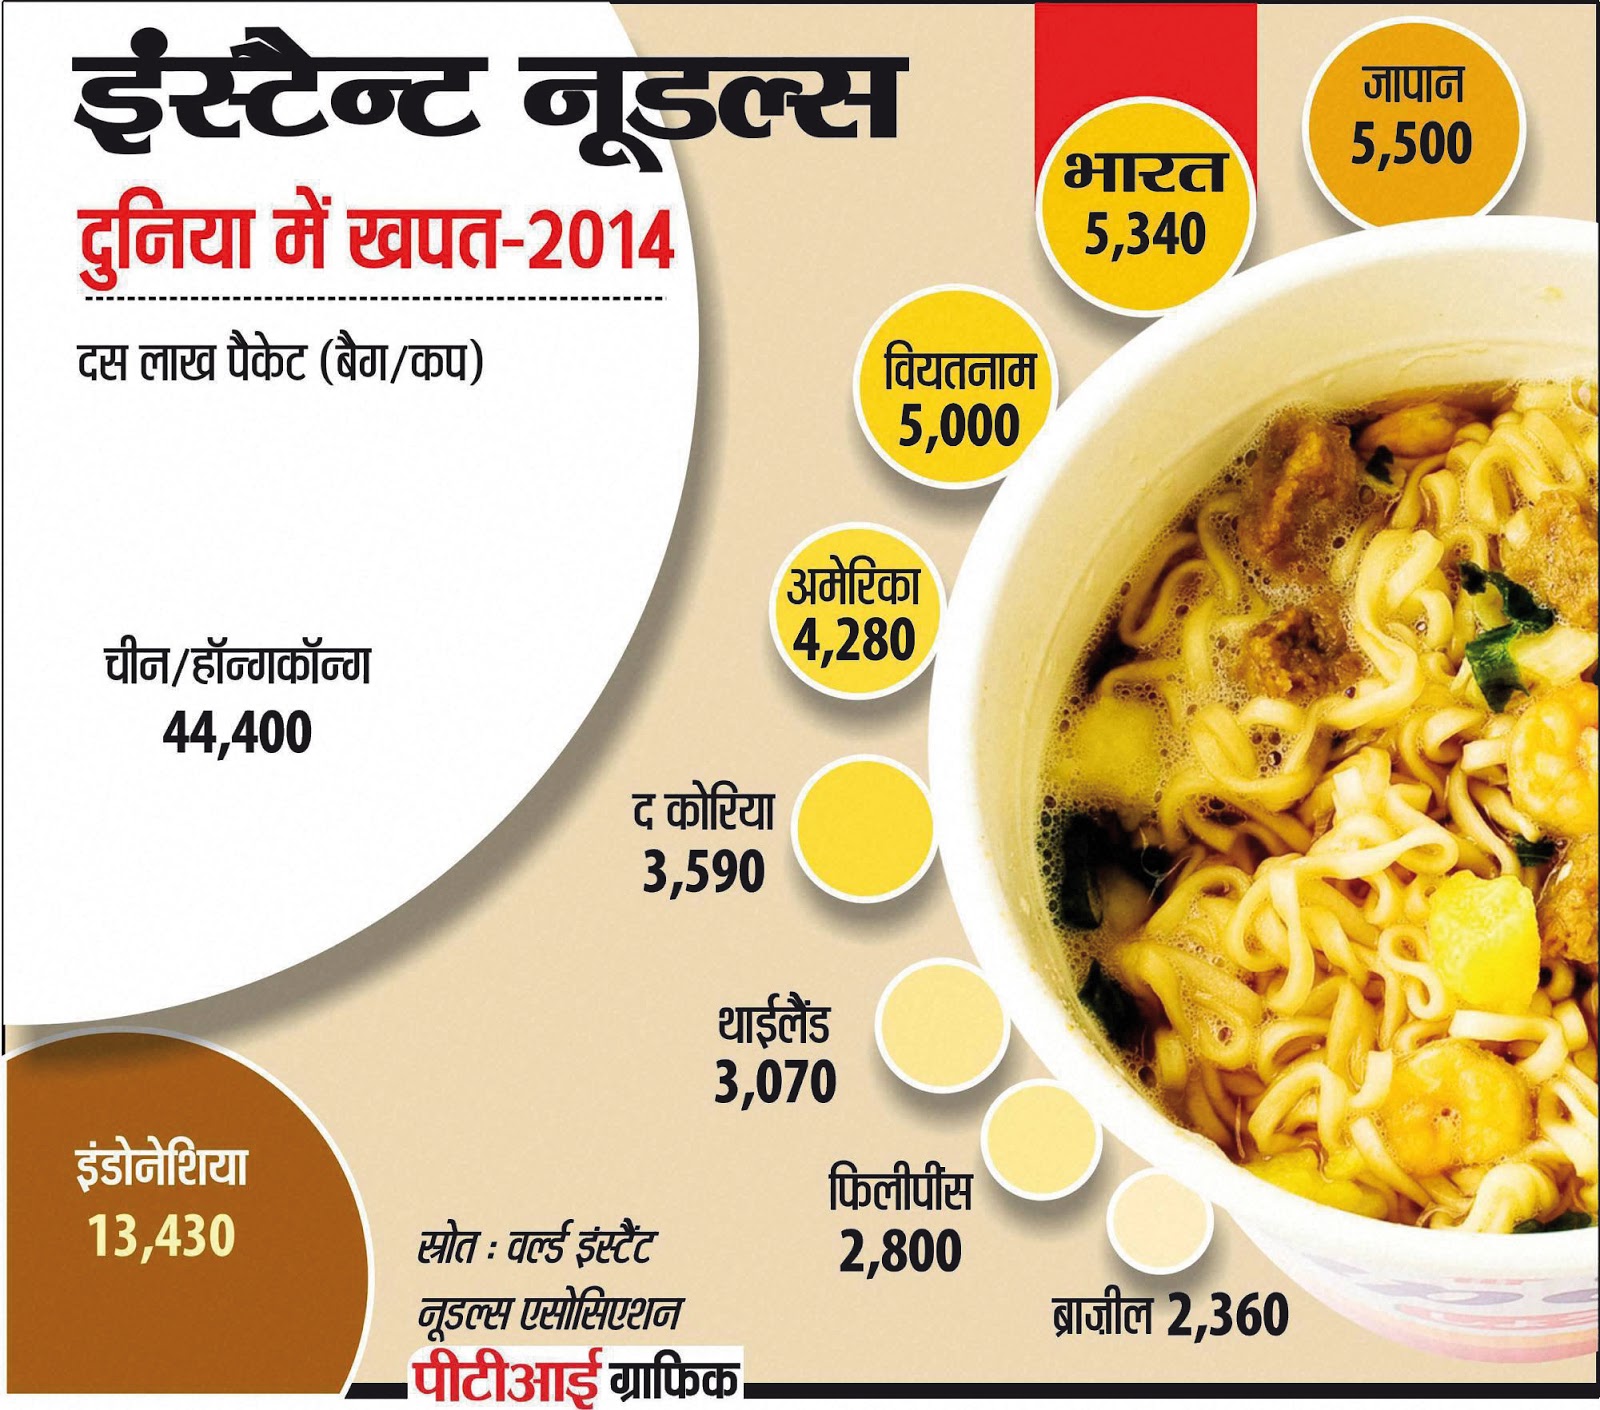 इंस्टैन्ट नूडल्स
दुनिया में खपत-2014
दस लाख पैकेट (बैग/कप)
चीन/हॉन्गकॉन्ग
44,400
इंडोनेशिया
13,430
जापान
5,500
भारत
5,340
वियतनाम
5,000
अमेरिका
4,280
द कोरिया
3,590
थाईलैंड
3,070
फिलीपींस
2,800
ब्राज़ील 2,360
स्रोत : वर्ल्ड इंस्टैंट
नूडल्स एसोसिएशन
पीटीआई ग्राफिक